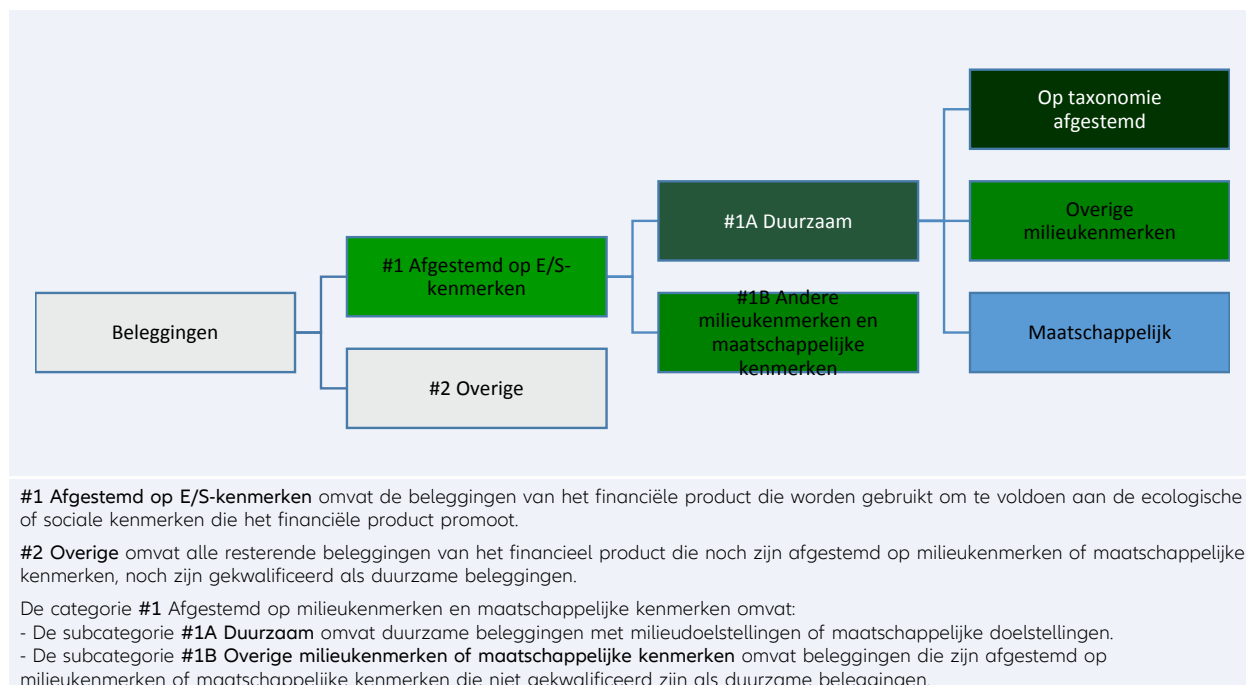 Op taxonomie
afgestemd
#1A Duurzaam
Overige
milieukenmerken
#1 Afgestemd op E/S-
kenmerken
#1B Andere
milieukenmerken en
maatschappelijke
kenmerken
Beleggingen
Maatschappelijk
#2 Overige
#1 Afgestemd op E/S-kenmerken omvat de beleggingen van het financiële product die worden gebruikt om te voldoen aan de ecologische
of sociale kenmerken die het financiële product promoot.
#2 Overige omvat alle resterende beleggingen van het financieel product die noch zijn afgestemd op milieukenmerken of maatschappelijke
kenmerken, noch zijn gekwalificeerd als duurzame beleggingen.
De categorie #1 Afgestemd op milieukenmerken en maatschappelijke kenmerken omvat:
- De subcategorie #1A Duurzaam omvat duurzame beleggingen met milieudoelstellingen of maatschappelijke doelstellingen.
- De subcategorie #1B Overige milieukenmerken of maatschappelijke kenmerken omvat beleggingen die zijn afgestemd op
milieukenmerken of maatschappelijke kenmerken die niet gekwalificeerd zijn als duurzame beleggingen.